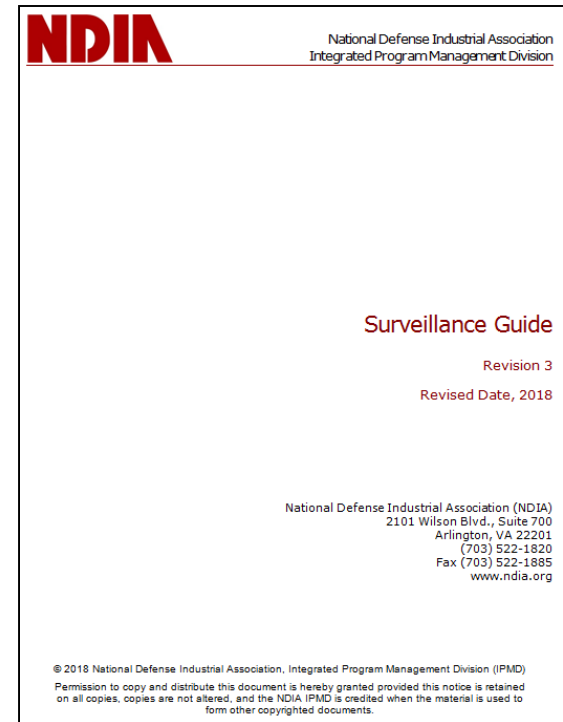 NDIA
National Defense Industrial Association
Integrated Program Management Division
Surveillance Guide
Revision 3
Revised Date, 2018
National Defense Industrial Association (NDIA)
2101 Wilson Blvd., Suite 700
Arlington, VA 22201
(703) 522-1820
Fax (703) 522-1885
www.ndia.org
© 2018 National Defense Industrial Association, Integrated Program Management Division (IPMD)
Permission to copy and distribute this document is hereby granted provided this notice is retained
on all copies, copies are not altered, and the NDIA IPMD is credited when the material is used to
form other copyrighted documents.